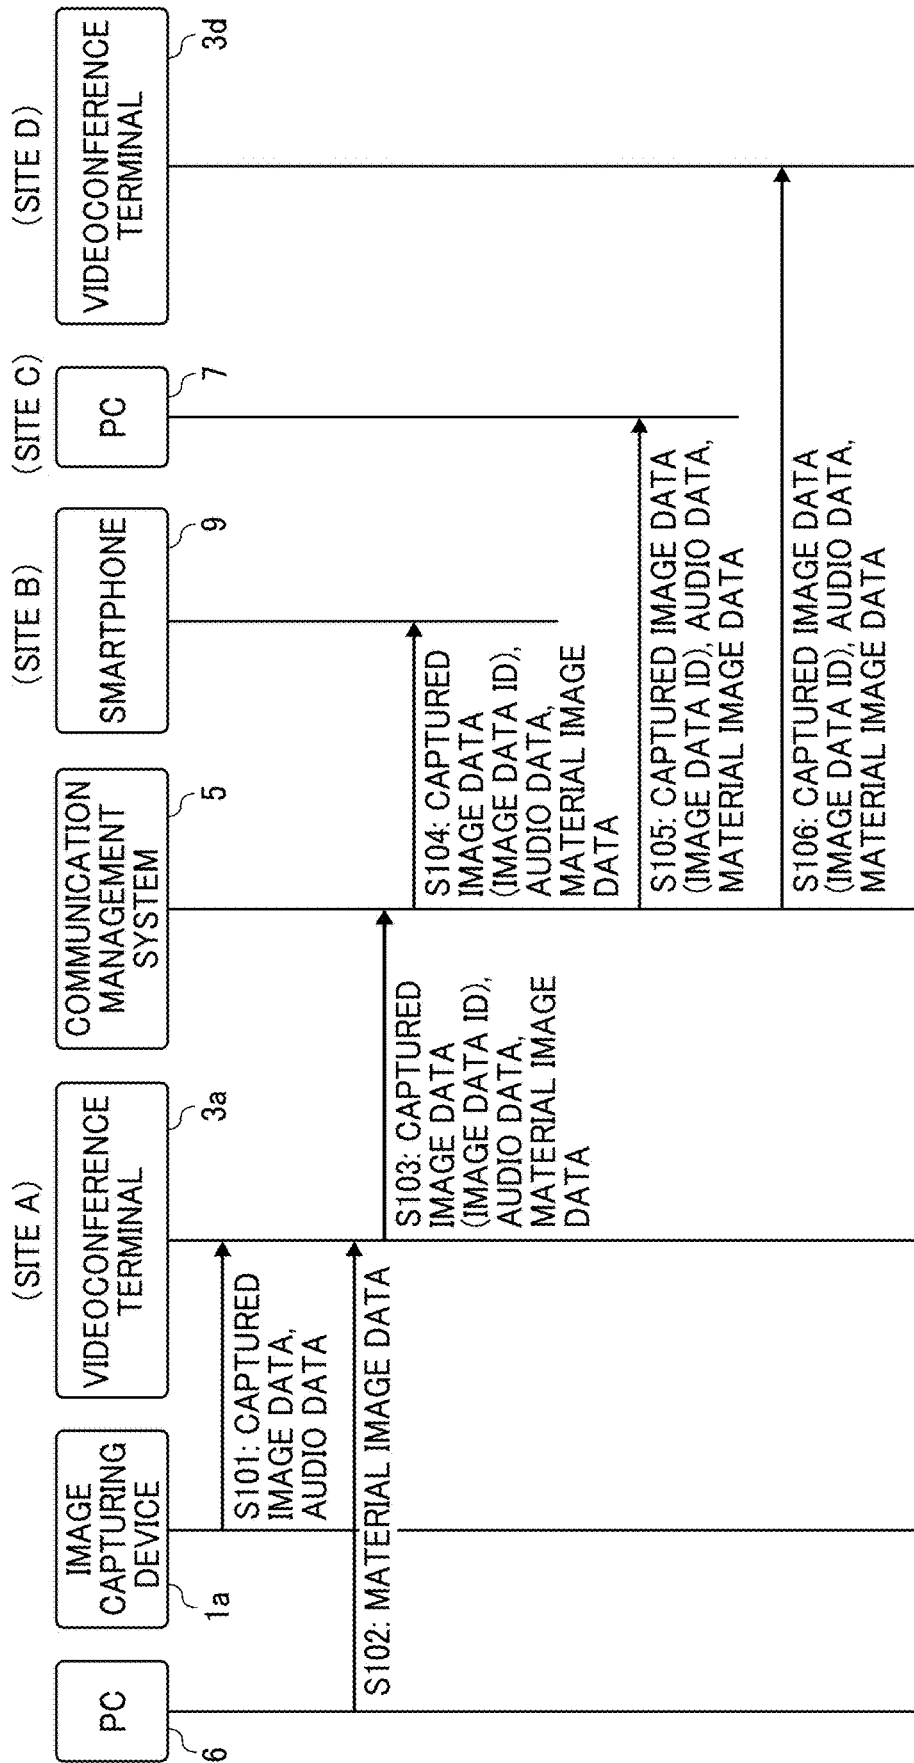 (SITE A)
(SITE B)
(SITE C)
(SITE D)
PC
6
IMAGE
CAPTURING
DEVICE
1a
VIDEOCONFERENCE
TERMINAL
3a
COMMUNICATION
MANAGEMENT
SYSTEM
5
SMARTPHONE
9
PC
7
VIDEOCONFERENCE
TERMINAL
3d
S101: CAPTURED
IMAGE DATA,
AUDIO DATA
S102: MATERIAL IMAGE DATA
S103: CAPTURED
IMAGE DATA
(IMAGE DATA ID),
AUDIO DATA,
MATERIAL IMAGE
DATA
S104: CAPTURED
IMAGE DATA
(IMAGE DATA ID),
AUDIO DATA,
MATERIAL IMAGE
DATA
S105: CAPTURED IMAGE DATA
(IMAGE DATA ID), AUDIO DATA,
MATERIAL IMAGE DATA
S106: CAPTURED IMAGE DATA
(IMAGE DATA ID), AUDIO DATA,
MATERIAL IMAGE DATA